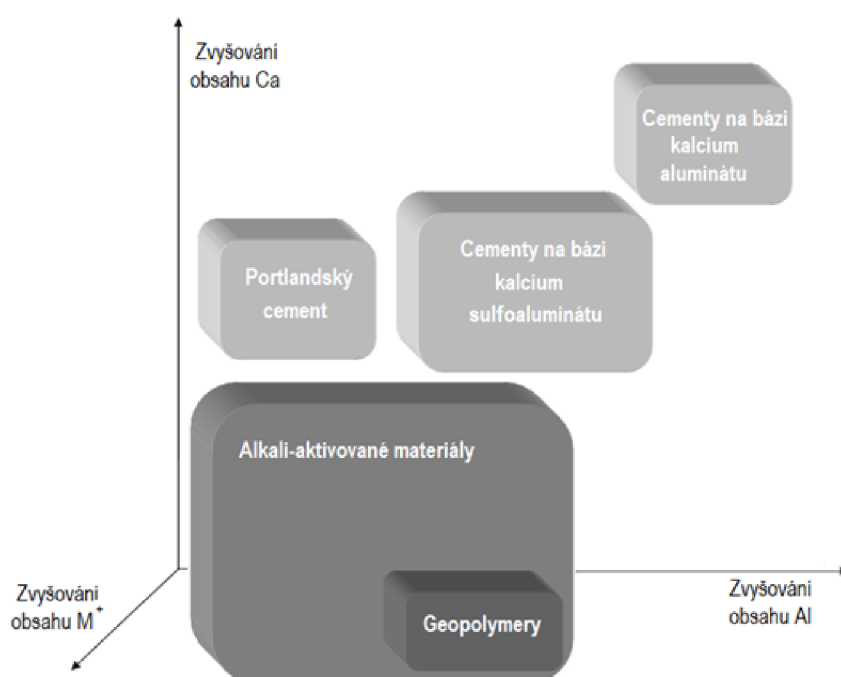 Zvyšování
obsahu Ca
Cementy na bázi
kalcium
aluminátu
Portlandský
cement
Cementy na bázi
kalcium
sulfoaluminátu
Alkali-aktivované materiály
Geopolymery
Zvyšování
obsahu M⁺
Zvyšování
obsahu Al